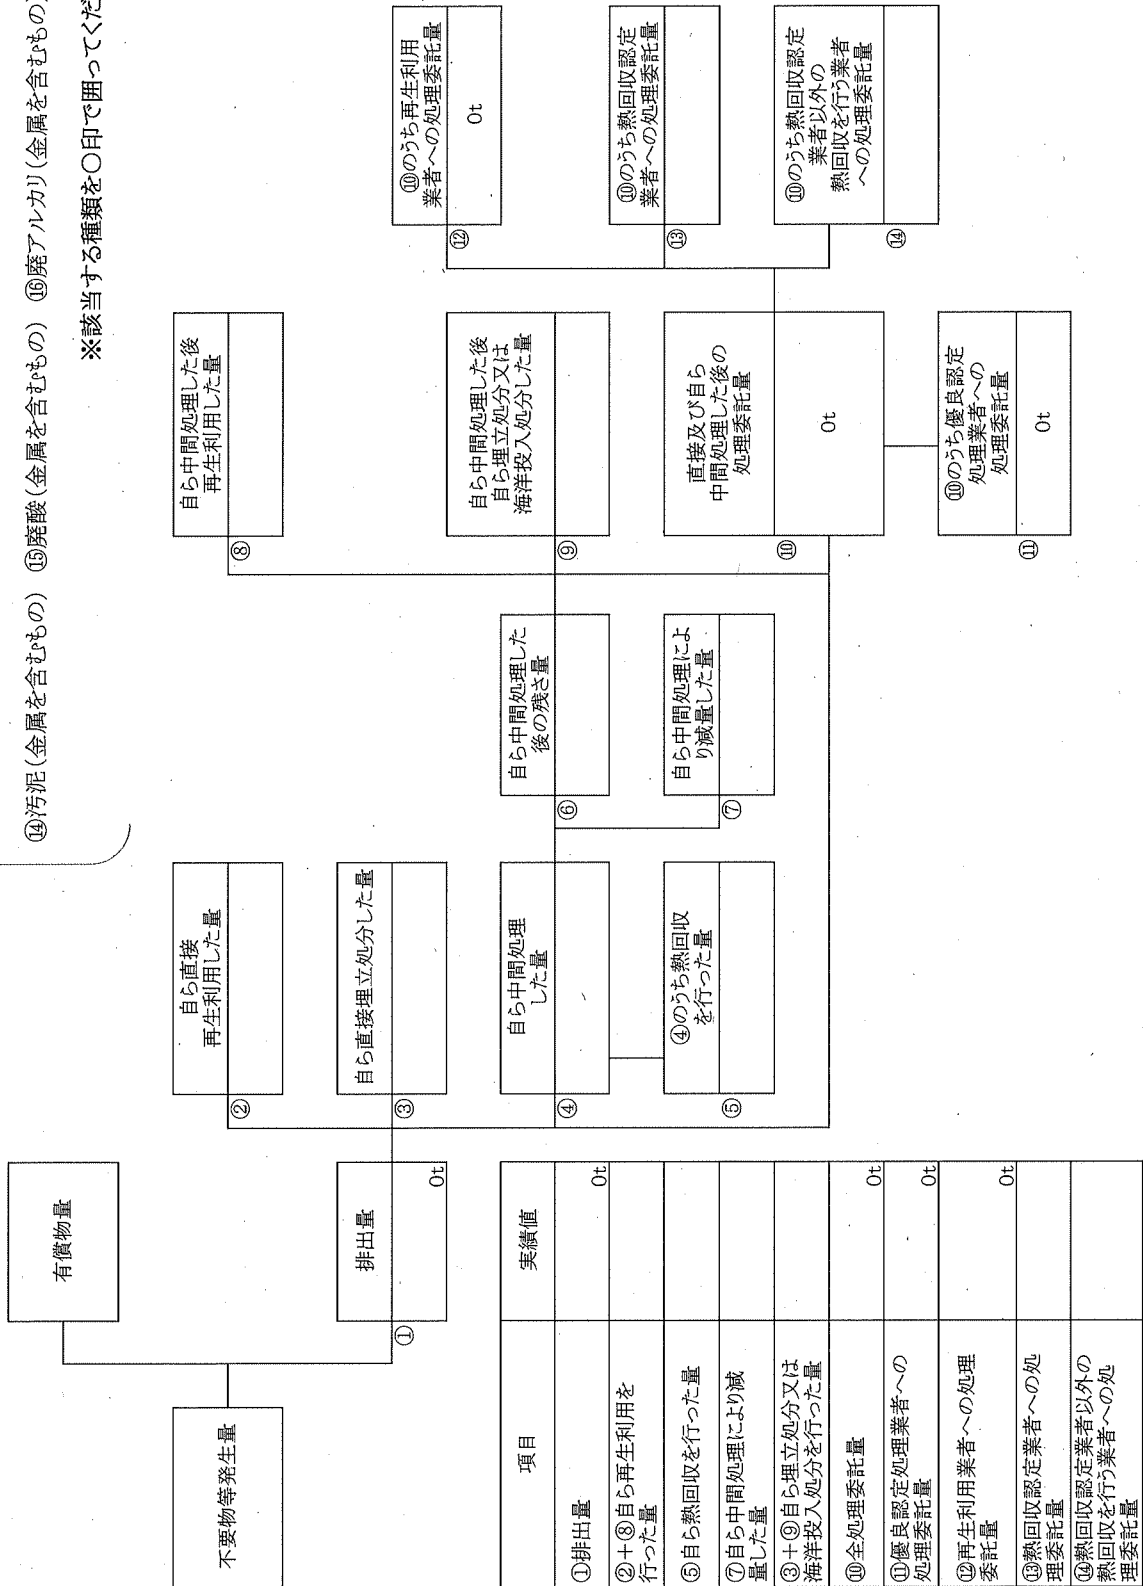 ⑭汚泥(金属を含むもの) ⑮廃酸(金属を含むもの) ⑯廃アルカリ(金属を含むもの)
※該当する種類を○印で囲ってくだ
有償物量
不要物等発生量
排出量
①
0t
自ら直接
再生利用した量
②
自ら直接埋立処分した量
③
自ら中間処理
した量
④
④のうち熱回収
を行った量
⑤
自ら中間処理した
後の残さ量
⑥
自ら中間処理によ
り減量した量
⑦
自ら中間処理した後
再生利用した量
⑧
自ら中間処理した後
自ら埋立処分又は
海洋投入処分した量
⑨
直接及び自ら
中間処理した後の
処理委託量
⑩
0t
⑩のうち優良認定
処理業者への
処理委託量
⑪
0t
⑩のうち再生利用
業者への処理委託量
⑫
0t
⑩のうち熱回収認定
業者への処理委託量
⑬
⑩のうち熱回収認定
業者以外の
熱回収を行う業者
への処理委託量
⑭
項目
実績値
①排出量
0t
②+⑧自ら再生利用を
行った量
⑤自ら熱回収を行った量
⑦自ら中間処理により減
量した量
③+⑨自ら埋立処分又は
海洋投入処分を行った量
⑩全処理委託量
0t
⑪優良認定処理業者への
処理委託量
0t
⑫再生利用業者への処理
委託量
0t
⑬熱回収認定業者への処
理委託量
⑭熱回収認定業者以外の
熱回収を行う業者への処
理委託量